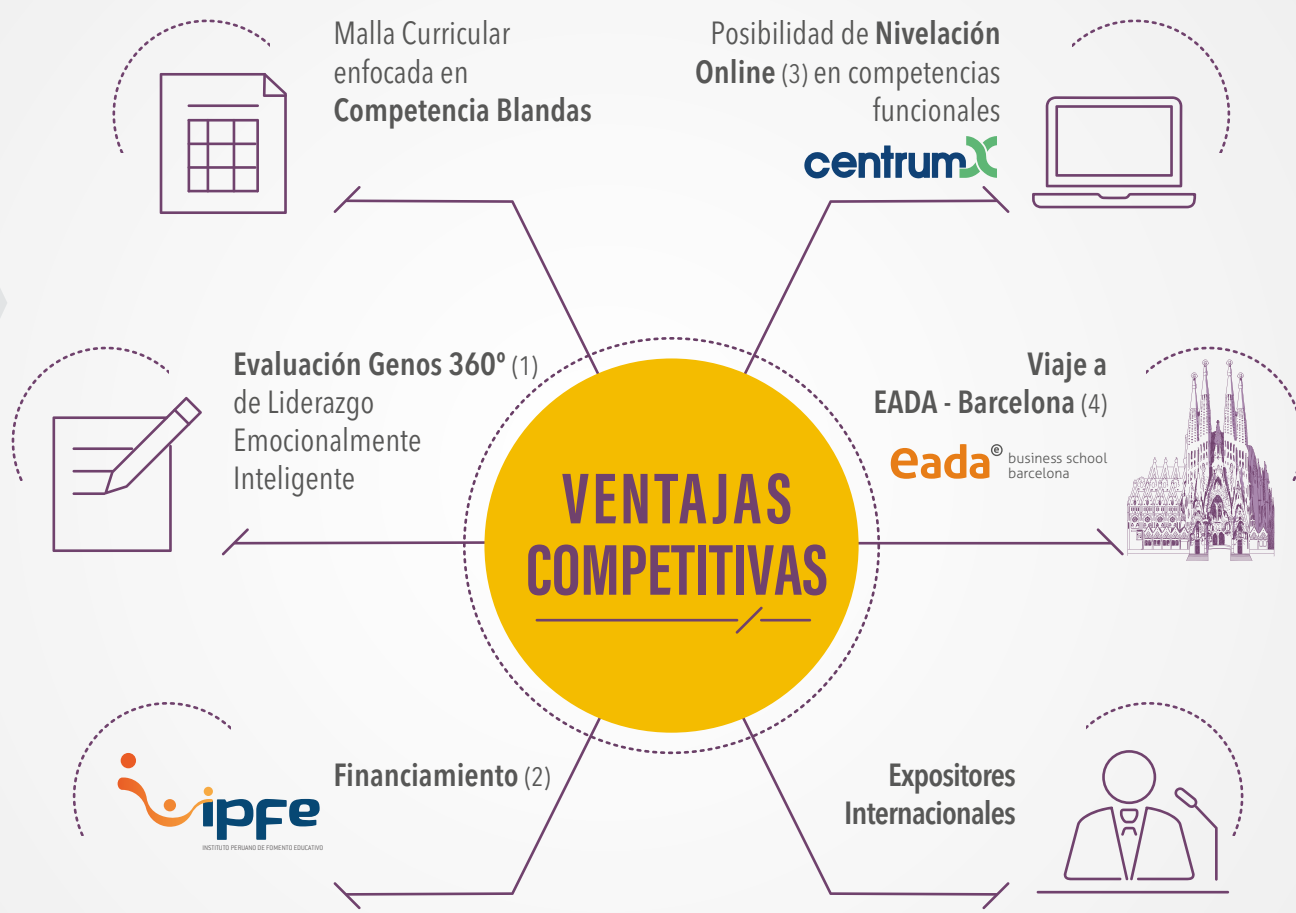 Malla Curricular
enfocada en
Competencia Blandas
Posibilidad de Nivelación
Online (3) en competencias
funcionales
centrumX
Evaluación Genos 360º (1)
de Liderazgo
Emocionalmente
Inteligente
Viaje a
EADA - Barcelona (4)
eada® business school
barcelona
VENTAJAS
COMPETITIVAS
ipfe
INSTITUTO PERUANO DE FOMENTO EDUCATIVO
Financiamiento (2)
Expositores
Internacionales